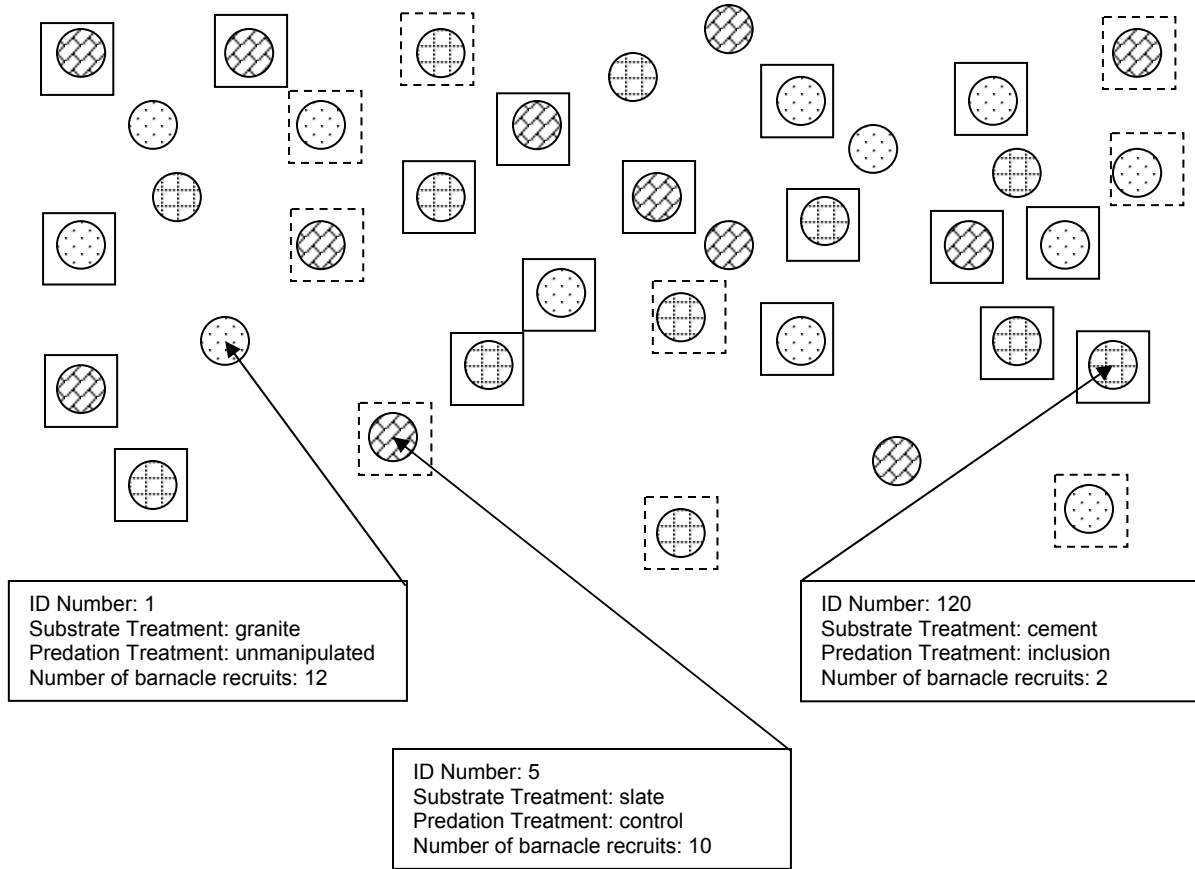 ID Number: 1
Substrate Treatment: granite
Predation Treatment: unmanipulated
Number of barnacle recruits: 12
ID Number: 120
Substrate Treatment: cement
Predation Treatment: inclusion
Number of barnacle recruits: 2
ID Number: 5
Substrate Treatment: slate
Predation Treatment: control
Number of barnacle recruits: 10